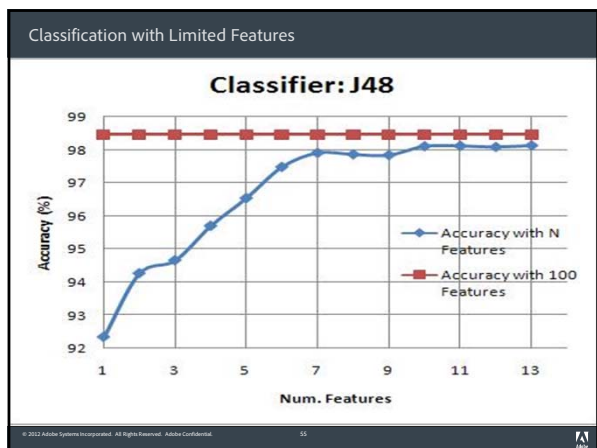 Classification with Limited Features
Classifier: J48
Accuracy (%)
99
98
97
96
95
94
93
92
1 3 5 7 9 11 13
Num. Features
Accuracy with N
Features
Accuracy with 100
Features
© 2012 Adobe Systems Incorporated. All Rights Reserved. Adobe Confidential.
55
Adobe